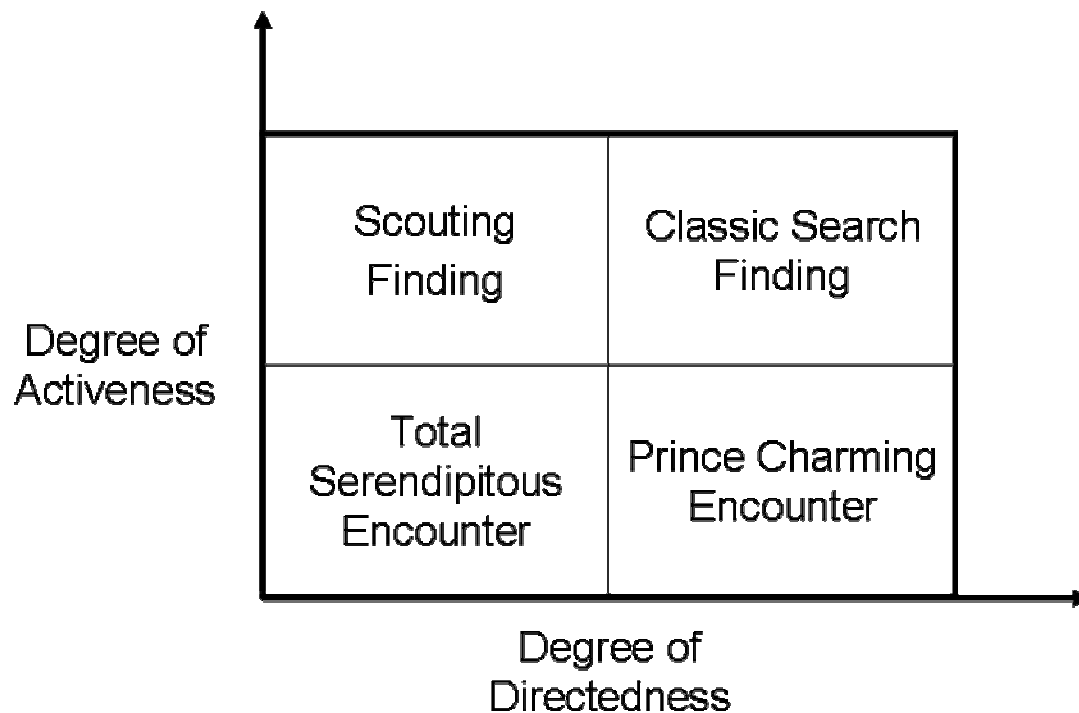 Scouting
Finding
Classic Search
Finding
Degree of
Activeness
Total
Serendipitous
Encounter
Prince Charming
Encounter
Degree of
Directedness